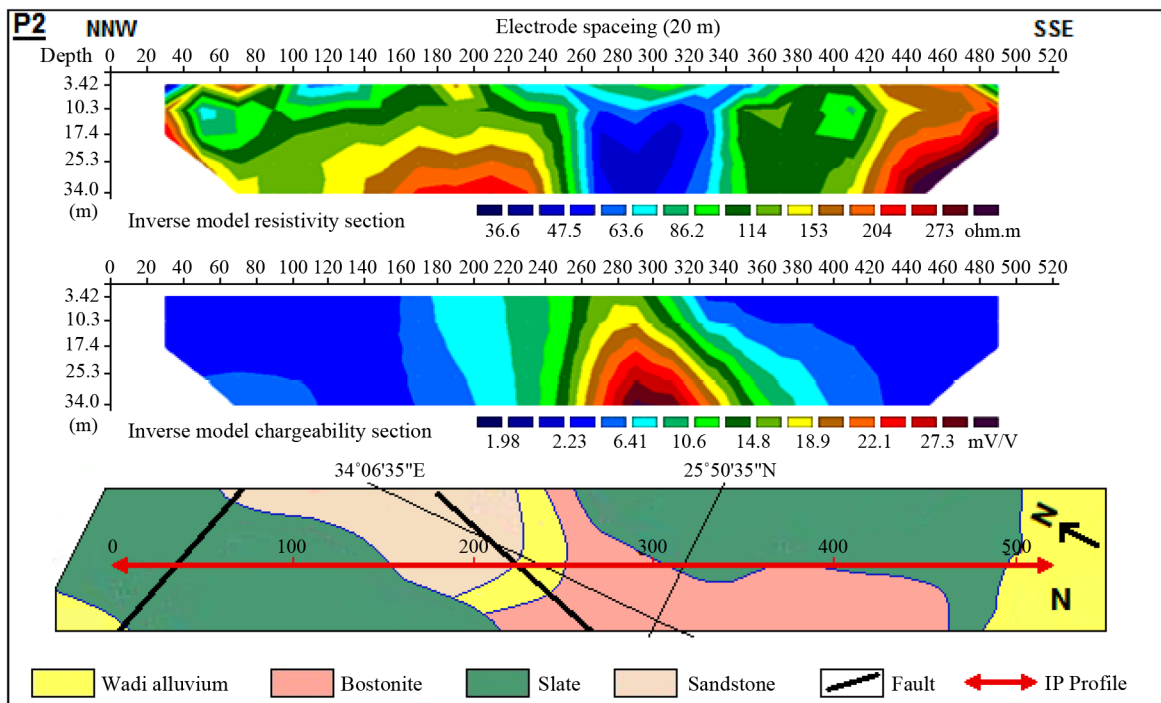 P2 NNW Electrode spaceing (20 m) SSE
Depth 0 20 40 60 80 100 120 140 160 180 200 220 240 260 280 300 320 340 360 380 400 420 440 460 480 500 520
3.42
10.3
17.4
25.3
34.0
(m)
Inverse model resistivity section
36.6 47.5 63.6 86.2 114 153 204 273 ohm.m
0 20 40 60 80 100 120 140 160 180 200 220 240 260 280 300 320 340 360 380 400 420 440 460 480 500 520
3.42
10.3
17.4
25.3
34.0
(m)
Inverse model chargeability section
1.98 2.23 6.41 10.6 14.8 18.9 22.1 27.3 mV/V
34°06'35"E 25°50'35"N
N
0 100 200 300 400 500
N
Wadi alluvium Bostonite Slate Sandstone Fault IP Profile